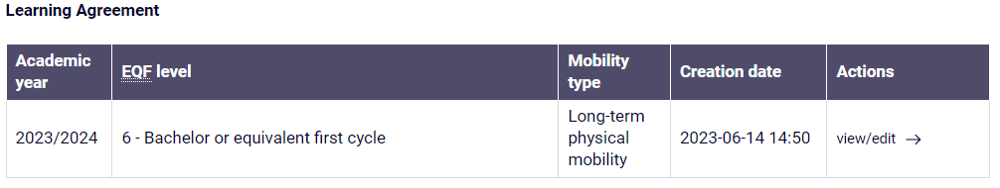 Learning Agreement
Academic year
EQF level
Mobility type
Creation date
Actions
2023/2024
6 - Bachelor or equivalent first cycle
Long-term physical mobility
2023-06-14 14:50
view/edit →